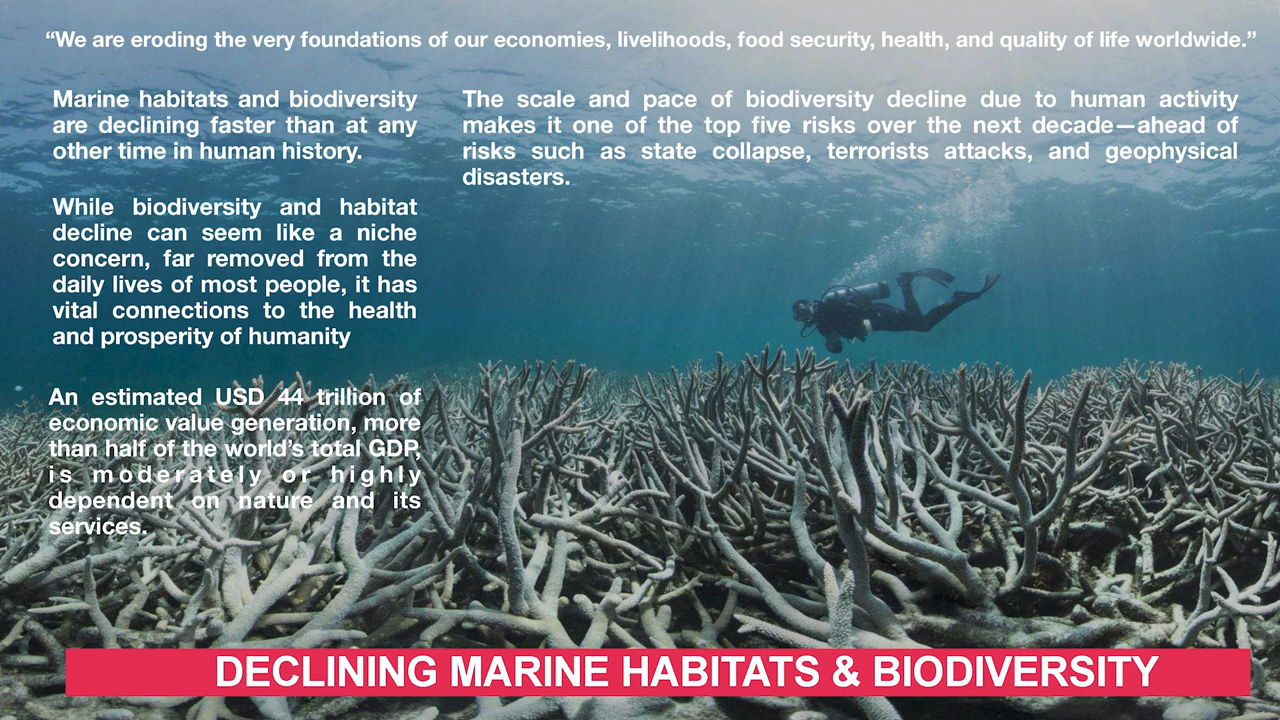 “We are eroding the very foundations of our economies, livelihoods, food security, health, and quality of life worldwide.”
Marine habitats and biodiversity
are declining faster than at any
other time in human history.
While biodiversity and habitat
decline can seem like a niche
concern, far removed from the
daily lives of most people, it has
vital connections to the health
and prosperity of humanity
An estimated USD 44 trillion of
economic value generation, more
than half of the world’s total GDP,
is moderately or highly
dependent on nature and its
services.
The scale and pace of biodiversity decline due to human activity
makes it one of the top five risks over the next decade—ahead of
risks such as state collapse, terrorists attacks, and geophysical
disasters.
DECLINING MARINE HABITATS & BIODIVERSITY